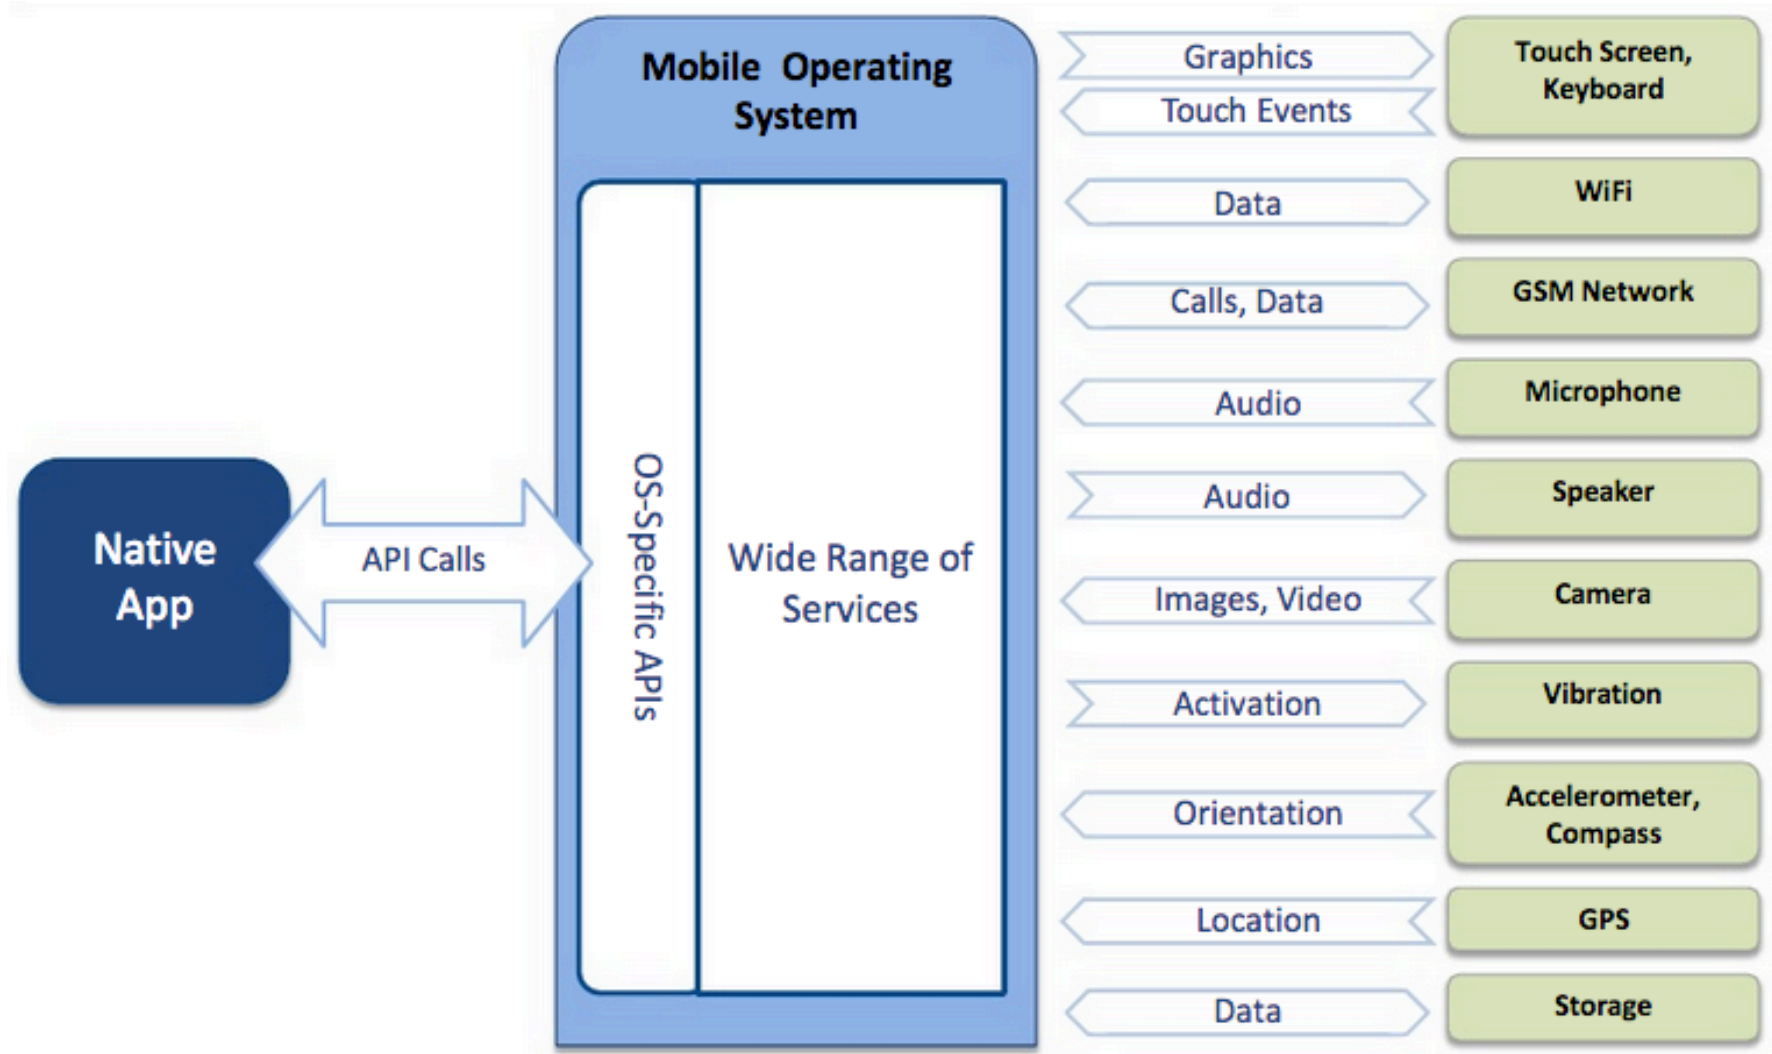 Native
App
API Calls
Mobile Operating
System
OS-Specific APIs
Wide Range of
Services
Graphics
Touch Events
Touch Screen,
Keyboard
Data
WiFi
Calls, Data
GSM Network
Audio
Microphone
Audio
Speaker
Images, Video
Camera
Activation
Vibration
Orientation
Accelerometer,
Compass
Location
GPS
Data
Storage